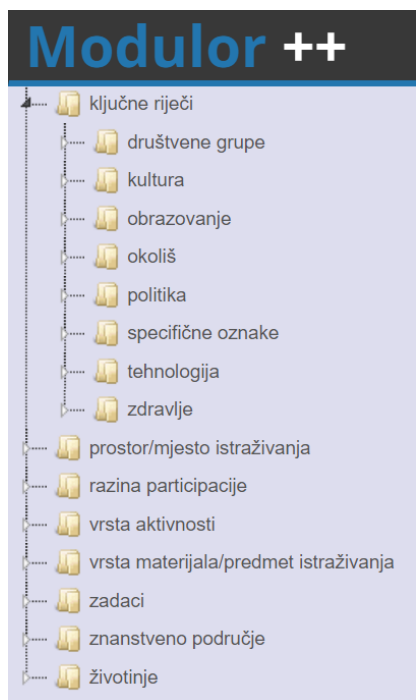 Modulor ++
ključne riječi
društvene grupe
kultura
obrazovanje
okoliš
politika
specifične oznake
tehnologija
zdravlje
prostor/mjesto istraživanja
razina participacije
vrsta aktivnosti
vrsta materijala/predmet istraživanja
zadaci
znanstveno područje
životinje